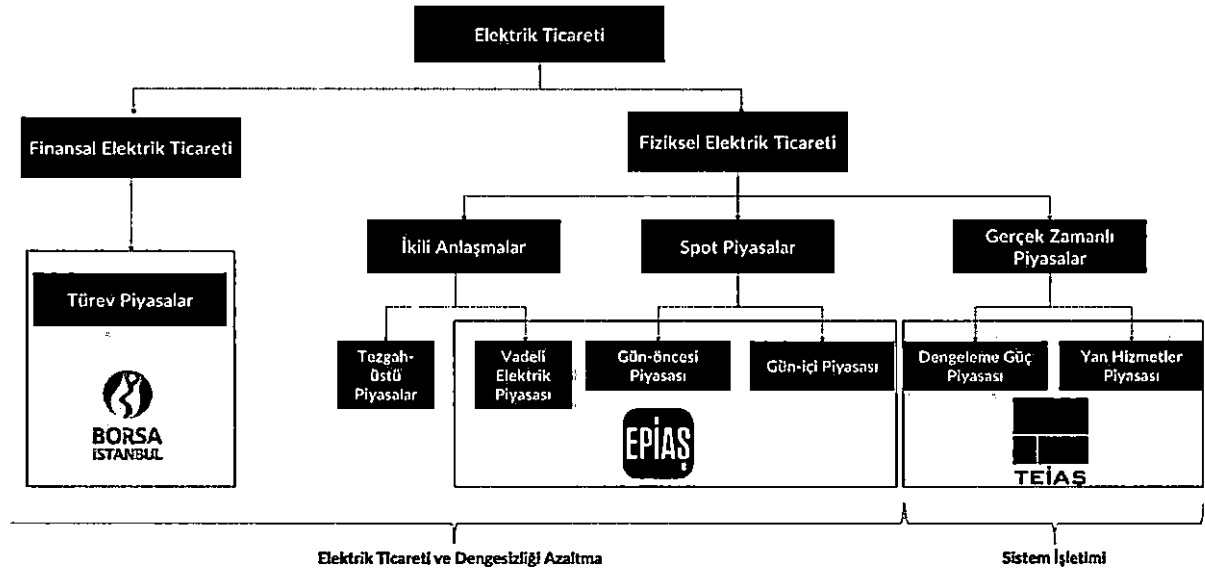 Elektrik Ticareti
Finansal Elektrik Ticareti
Fiziksel Elektrik Ticareti
İkili Anlaşmalar
Spot Piyasalar
Gerçek Zamanlı
Piyasalar
Türev Piyasalar
Tezgah-
üstü
Piyasalar
Vadeli
Elektrik
Piyasası
Gün-öncesi
Piyasası
Gün-içi Piyasası
Dengeleme Güç
Piyasası
Yan Hizmetler
Piyasası
BORSA
İSTANBUL
EPİAŞ
TEİAŞ
Elektrik Ticareti ve Dengesizliği Azaltma
Sistem İşletimi